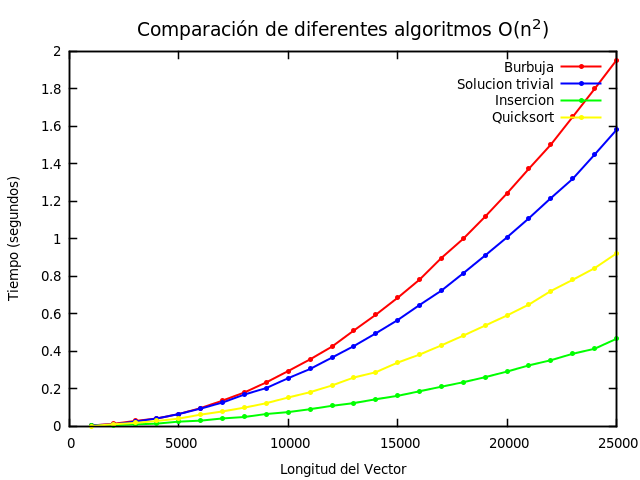 Comparación de diferentes algoritmos O(n²)
Burbuja
Solucion trivial
Insercion
Quicksort
Tiempo (segundos)
2
1.8
1.6
1.4
1.2
1
0.8
0.6
0.4
0.2
0
0 5000 10000 15000 20000 25000
Longitud del Vector